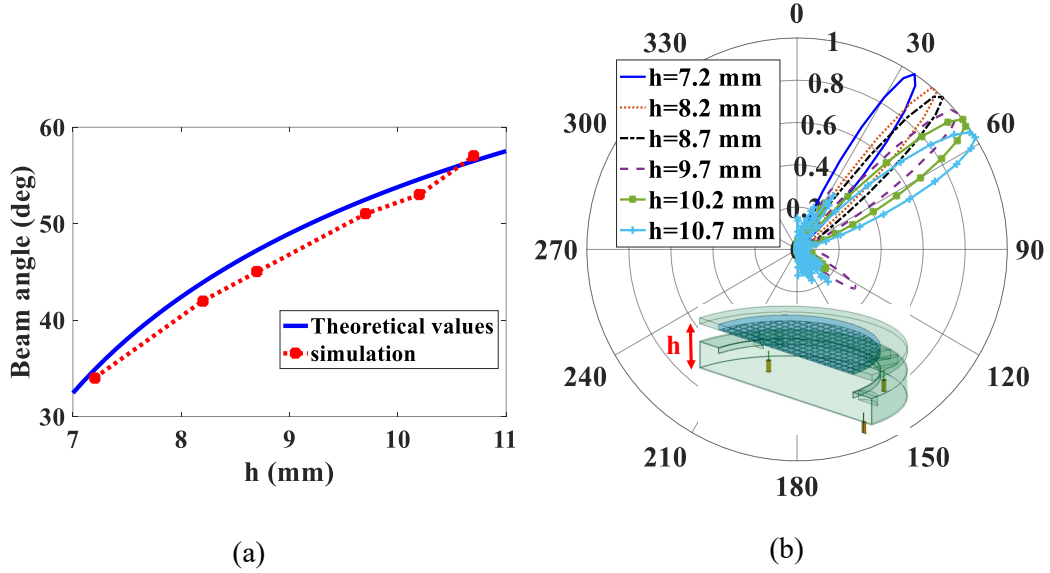 (a)
60
50
40
30
Beam angle ((deg)
7
8
9
10
11
h (mm)
Theoretical values
simulation
(b)
0
30
60
90
120
150
180
210
240
270
300
330
1
0.8
0.6
0.4
h=7.2 mm
h=8.2 mm
h=8.7 mm
h=9.7 mm
h=10.2 mm
h=10.7 mm
h
(a)
(b)